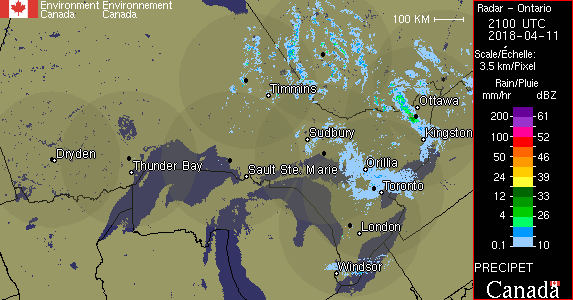 Environment Environnement
Canada Canada
100 KM
Radar - Ontario
2100 UTC
2018-04-11
Scale/Échelle:
3.5 km/Pixel
Rain/Pluie
mm/hr dBZ
200 61
100 52
50 46
24 39
12 33
4 26
0.1 10
PRECIPET
Canada
Timmins
Ottawa
Sudbury
Kingston
Dryden
Thunder Bay
Sault Ste. Marie
Orillia
Toronto
London
Windsor